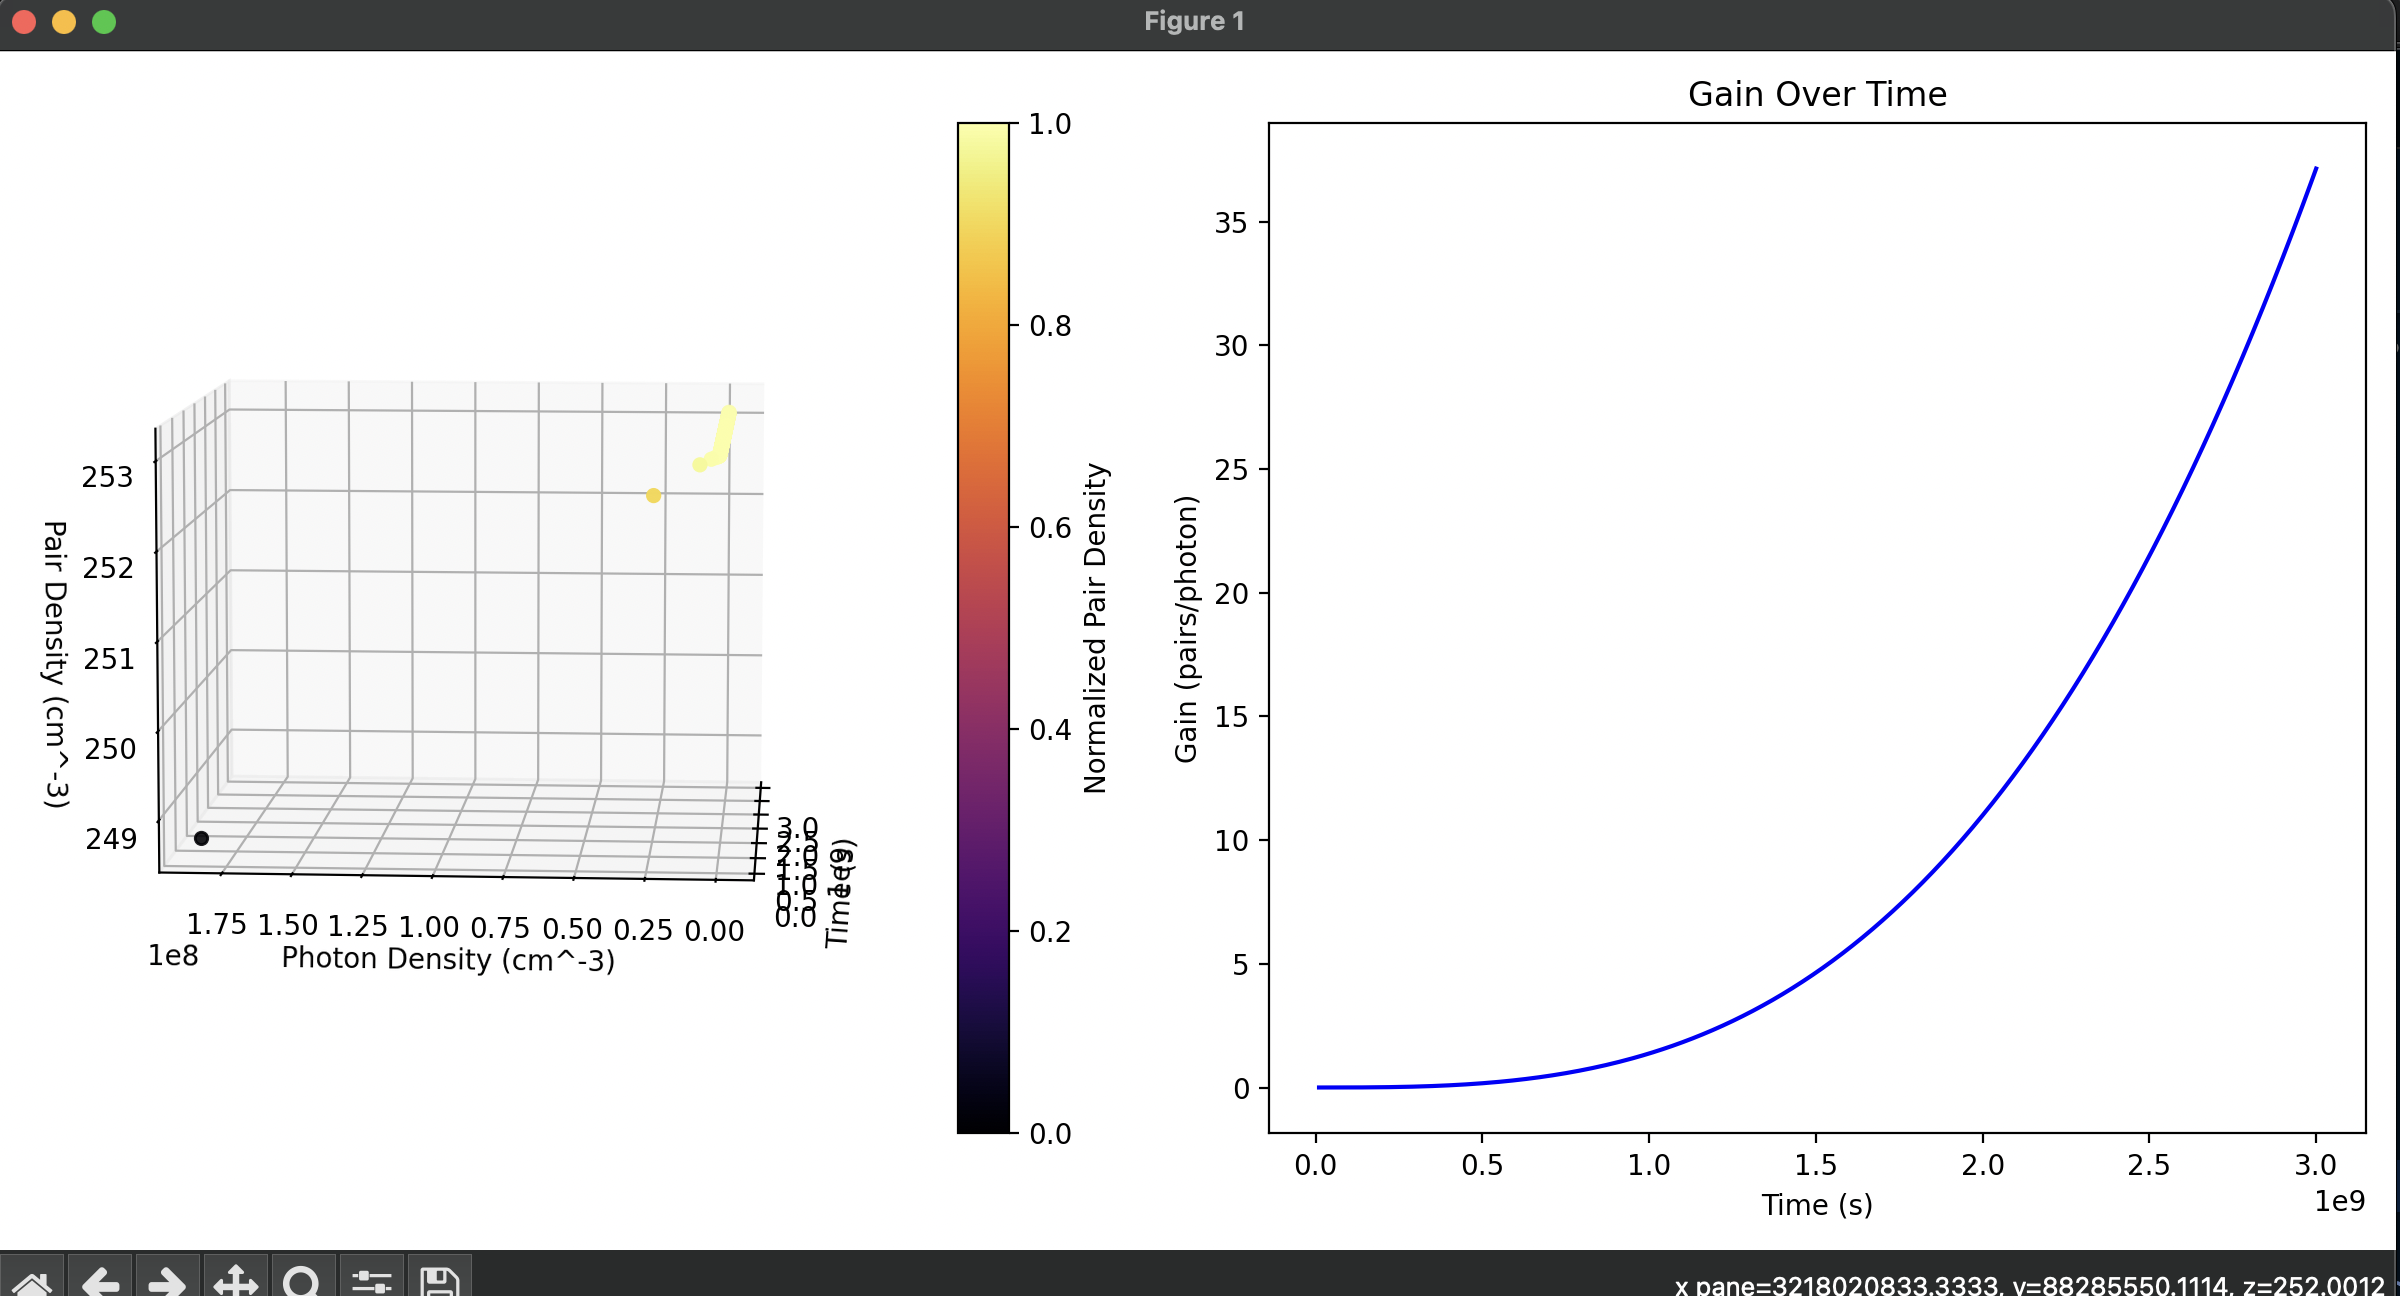 Figure 1
Pair Density (cm^-3)
253
252
251
250
249
1.75 1.50 1.25 1.00 0.75 0.50 0.25 0.00
1e8
Photon Density (cm^-3)
3.0
2.5
2.0
1.5
1.0
0.5
0.0
Time (s)
1e9
1.0
0.8
0.6
0.4
0.2
0.0
Normalized Pair Density
Gain Over Time
Gain (pairs/photon)
35
30
25
20
15
10
5
0
0.0 0.5 1.0 1.5 2.0 2.5 3.0
1e9
Time (s)
x pane=3218020833.3333, y=88285550.1114, z=252.0012